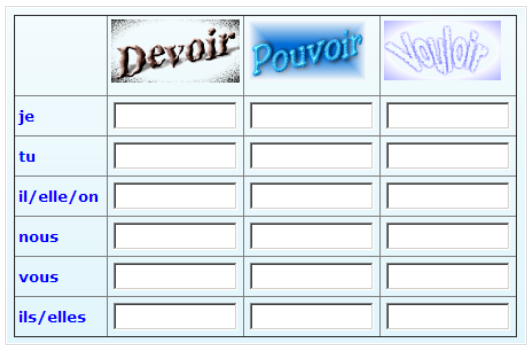 Devoir Pouvoir Vouloir
je
tu
il/elle/on
nous
vous
ils/elles